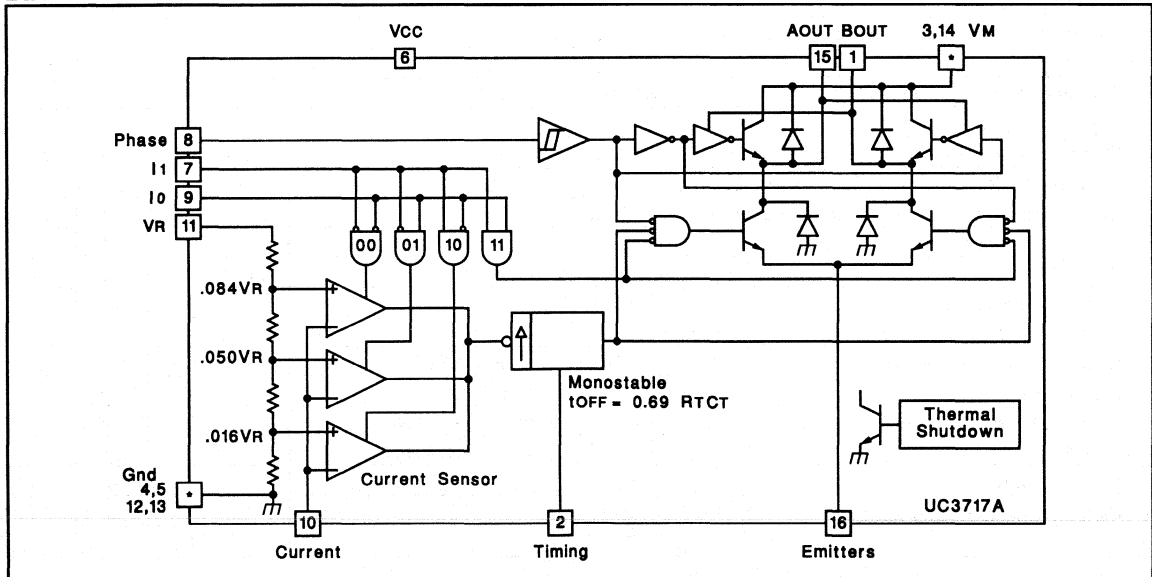 VCC
6
AOUT BOUT
15
1
3,14 VM
*
Phase
8
I1
7
I0
9
VR
11
00
01
10
11
.084VR
.050VR
.016VR
+
−
+
−
+
−
Monostable
tOFF = 0.69 RTCT
Current Sensor
Thermal
Shutdown
Gnd
4,5
12,13
*
UC3717A
10
Current
2
Timing
16
Emitters